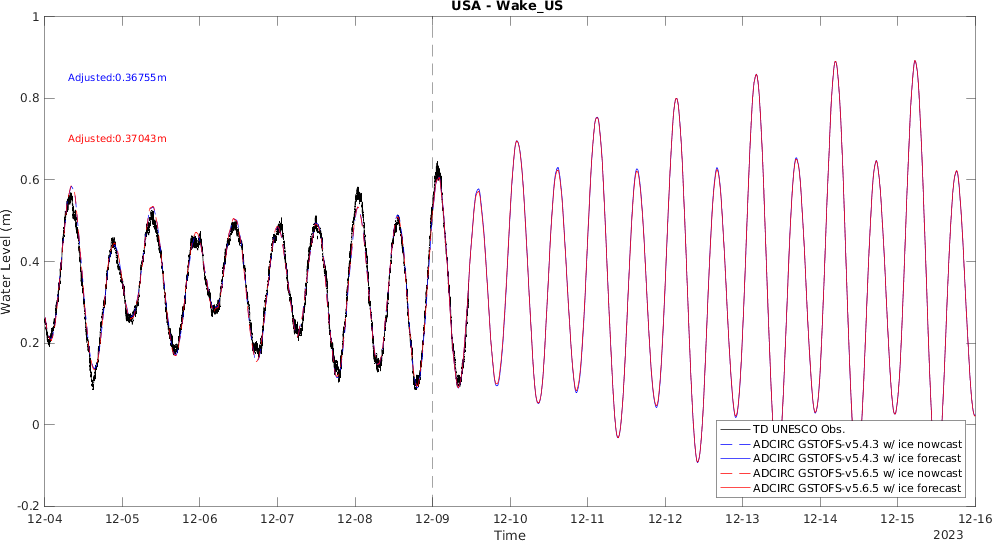 USA - Wake_US
1
0.8
0.6
0.4
0.2
0
-0.2
Water Level (m)
Adjusted:0.36755m
Adjusted:0.37043m
TD UNESCO Obs.
ADCIRC GSTOFS-v5.4.3 w/ ice nowcast
ADCIRC GSTOFS-v5.4.3 w/ ice forecast
ADCIRC GSTOFS-v5.6.5 w/ ice nowcast
ADCIRC GSTOFS-v5.6.5 w/ ice forecast
12-04 12-05 12-06 12-07 12-08 12-09 12-10 12-11 12-12 12-13 12-14 12-15 12-16
Time
2023